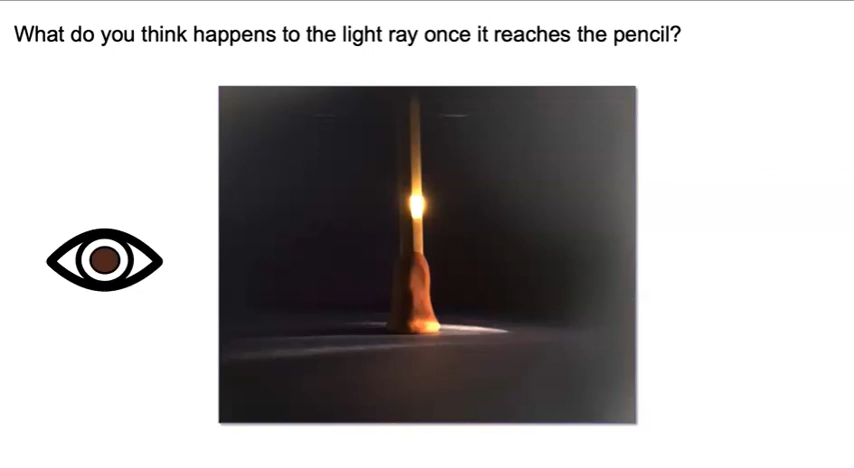 What do you think happens to the light ray once it reaches the pencil?